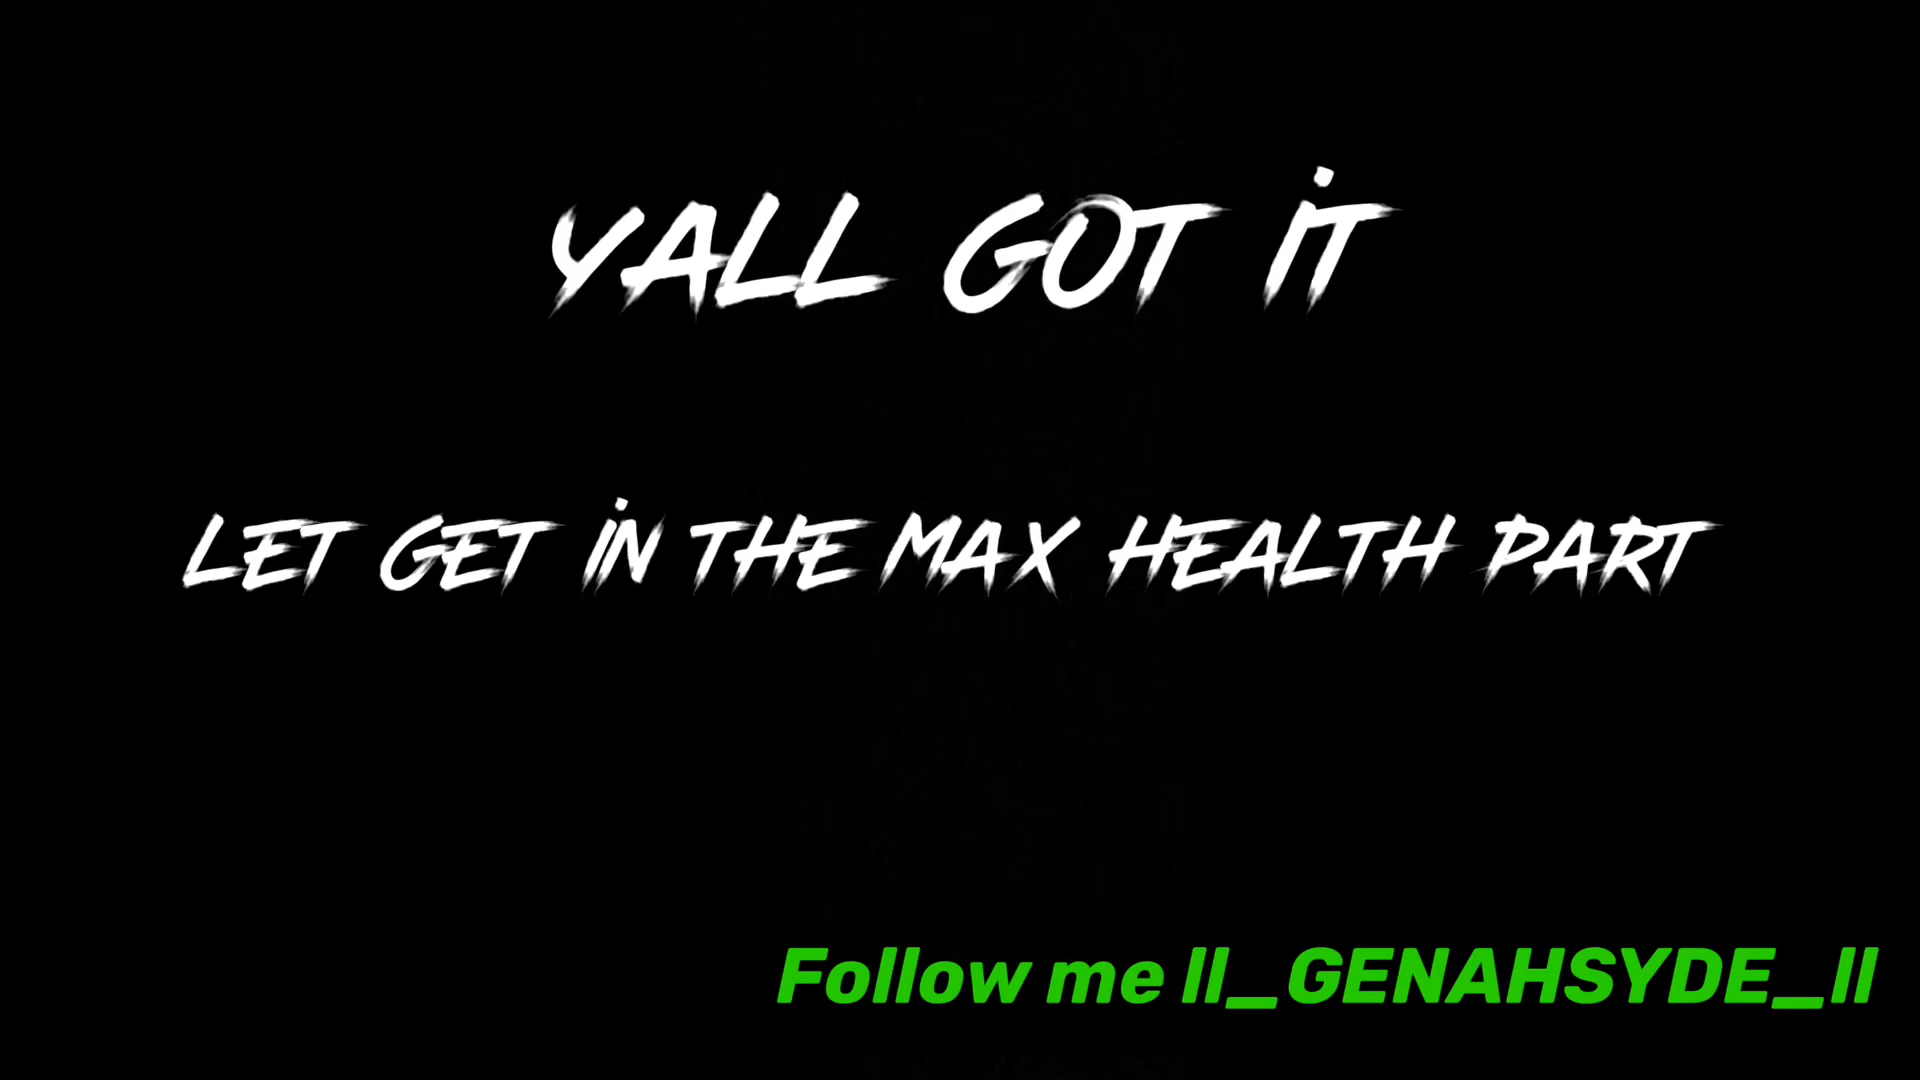 YALL GOT IT
LET GET IN THE MAX HEALTH PART
Follow me ll_GENAHSYDE_ll